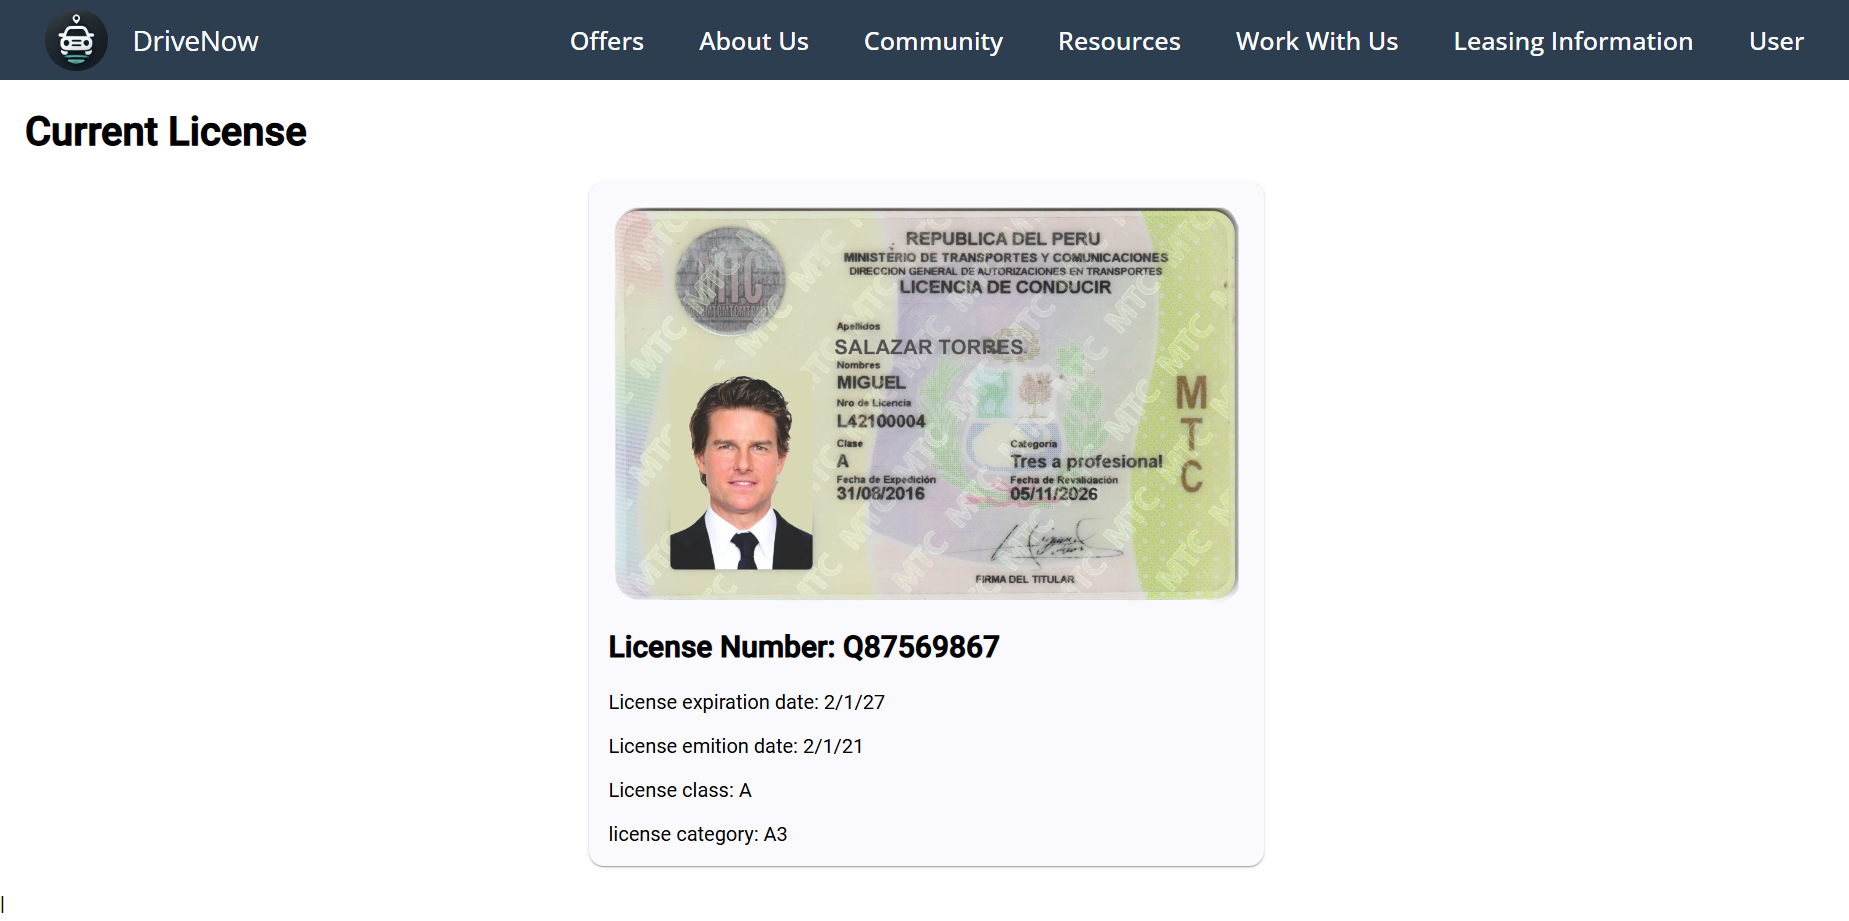 DriveNow
Offers
About Us
Community
Resources
Work With Us
Leasing Information
User
Current License
REPUBLICA DEL PERU
MINISTERIO DE TRANSPORTES Y COMUNICACIONES
DIRECCION GENERAL DE AUTORIZACIONES EN TRANSPORTES
LICENCIA DE CONDUCIR
MTC
Apellidos
SALAZAR TORRES
Nombres
MIGUEL
Nro de Licencia
L42100004
Clase
Categoría
A
Tres a profesional
Fecha de Expedición
Fecha de Revalidación
31/08/2016
05/11/2026
FIRMA DEL TITULAR
M
T
C
License Number: Q87569867
License expiration date: 2/1/27
License emition date: 2/1/21
License class: A
license category: A3